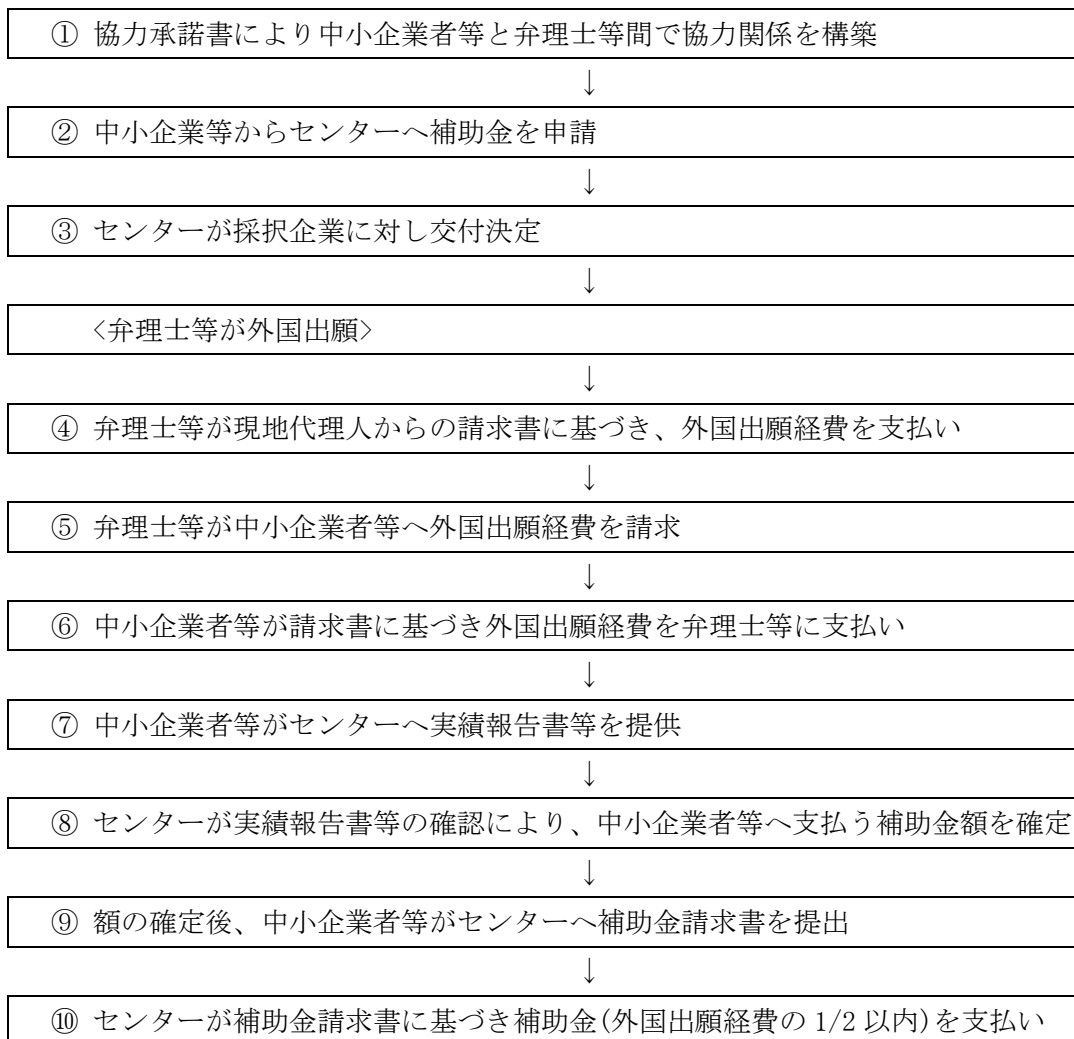 ① 協力承諾書により中小企業者等と弁理士等間で協力関係を構築
↓
② 中小企業等からセンターへ補助金を申請
↓
③ センターが採択企業に対し交付決定
↓
<弁理士等が外国出願>
↓
④ 弁理士等が現地代理人からの請求書に基づき、外国出願経費を支払い
↓
⑤ 弁理士等が中小企業者等へ外国出願経費を請求
↓
⑥ 中小企業者等が請求書に基づき外国出願経費を弁理士等に支払い
↓
⑦ 中小企業者等がセンターへ実績報告書等を提供
↓
⑧ センターが実績報告書等の確認により、中小企業者等へ支払う補助金額を確定
↓
⑨ 額の確定後、中小企業者等がセンターへ補助金請求書を提出
↓
⑩ センターが補助金請求書に基づき補助金(外国出願経費の 1/2 以内)を支払い